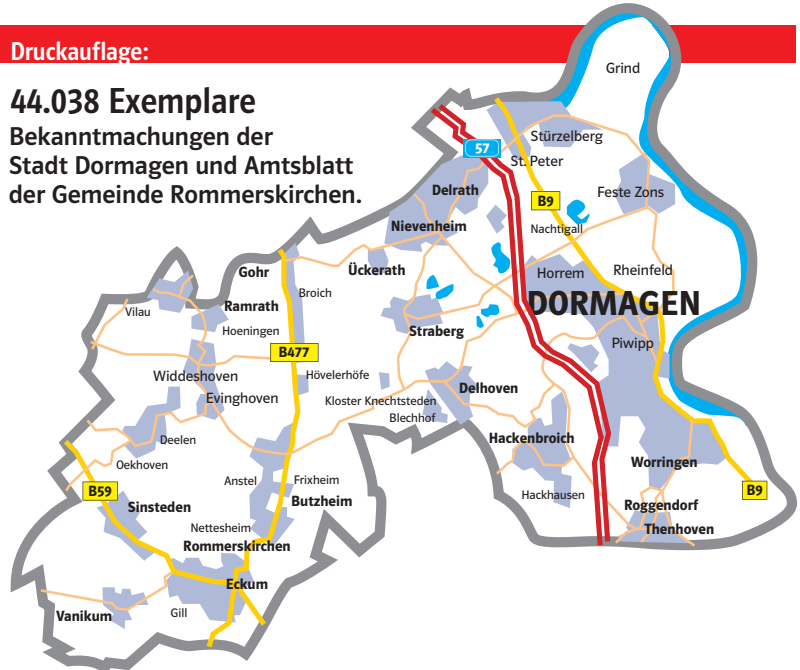 Druckauflage:
44.038 Exemplare
Bekanntmachungen der
Stadt Dormagen und Amtsblatt
der Gemeinde Rommerskirchen.
Grind
57
Stürzelberg
St. Peter
Delrath
Feste Zons
B9
Nievenheim
Nachtigall
Gohr
Ückerath
Horrem
Rheinfeld
Broich
Vilau
Ramrath
DORMAGEN
Hoeningen
Straberg
B477
Piwipp
Widdeshoven
Hövelerhöfe
Delhoven
Evinghoven
Kloster Knechtsteden
Blechhof
Deelen
Hackenbroich
Oekhoven
Worringen
Anstel
Frixheim
B59
Hackhausen
B9
Sinsteden
Butzheim
Roggendorf
Nettesheim
Thenhoven
Rommerskirchen
Eckum
Vanikum
Gill